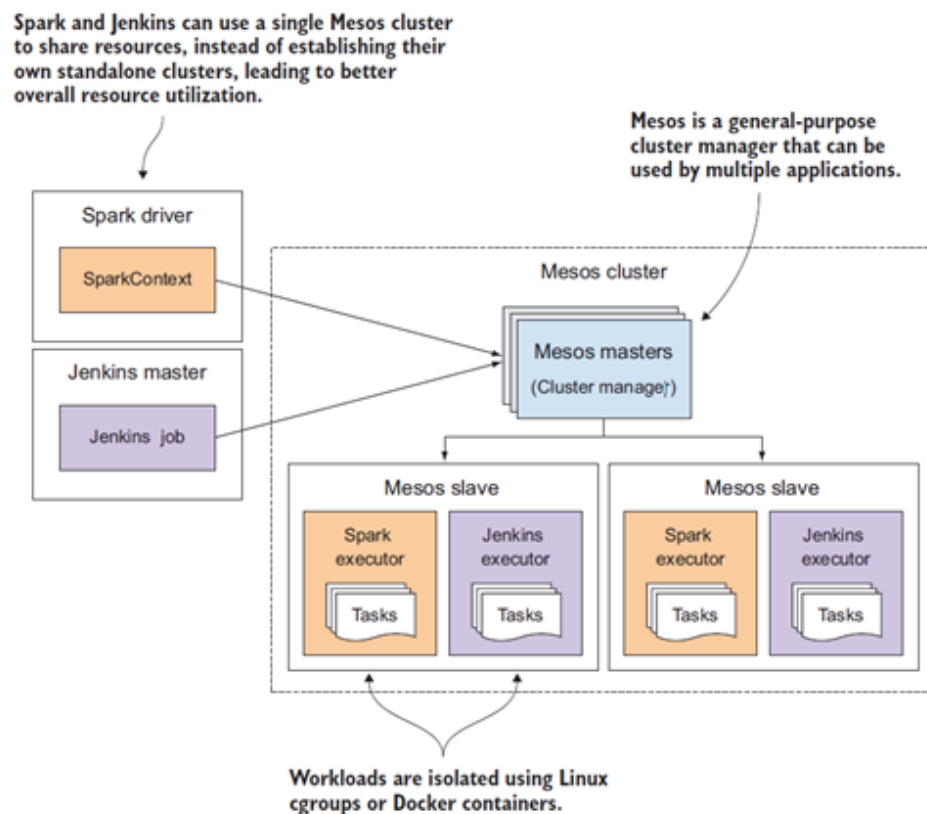 Spark and Jenkins can use a single Mesos cluster
to share resources, instead of establishing their
own standalone clusters, leading to better
overall resource utilization.
Mesos is a general-purpose
cluster manager that can be
used by multiple applications.
Spark driver
SparkContext
Jenkins master
Jenkins job
Mesos cluster
Mesos masters
(Cluster manager)
Mesos slave
Spark
executor
Tasks
Jenkins
executor
Tasks
Mesos slave
Spark
executor
Tasks
Jenkins
executor
Tasks
Workloads are isolated using Linux
cgroups or Docker containers.